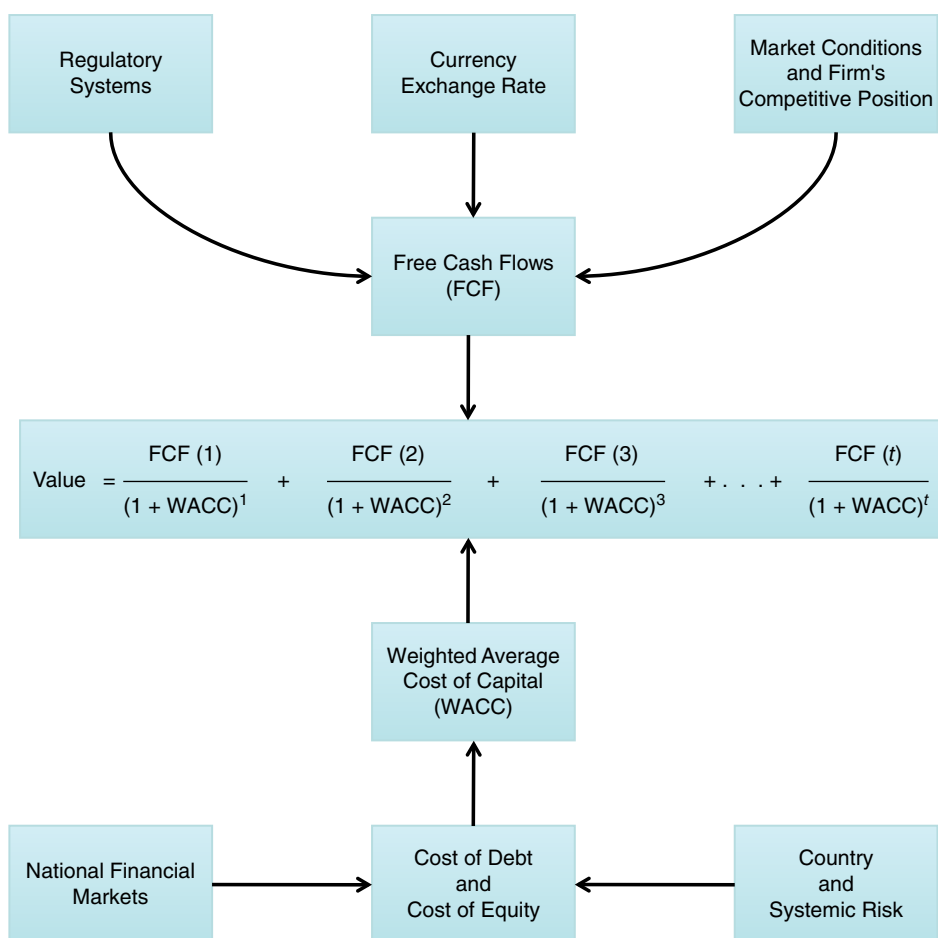 Regulatory
Systems
Currency
Exchange Rate
Market Conditions
and Firm's
Competitive Position
Free Cash Flows
(FCF)
Value = FCF (1) / (1 + WACC)^1 + FCF (2) / (1 + WACC)^2 + FCF (3) / (1 + WACC)^3 + . . . + FCF (t) / (1 + WACC)^t
Weighted Average
Cost of Capital
(WACC)
National Financial
Markets
Cost of Debt
and
Cost of Equity
Country
and
Systemic Risk